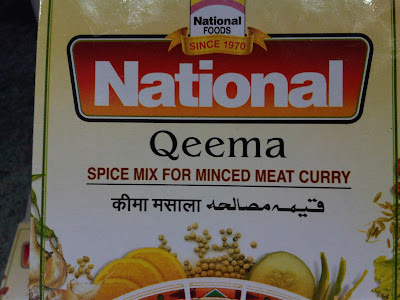 National
FOODS
SINCE 1970
National
Qeema
SPICE MIX FOR MINCED MEAT CURRY
कीमा मसाला قیمہ مصالحہ